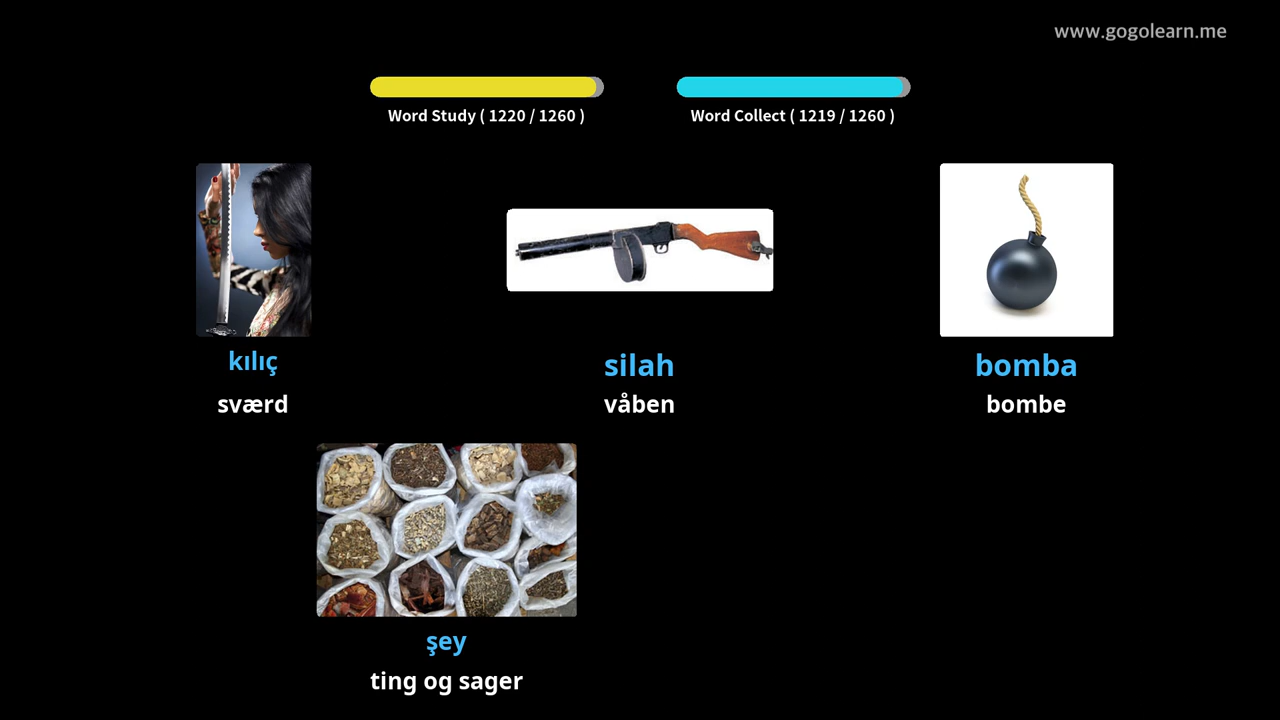 www.gogolearn.me
Word Study ( 1220 / 1260 )
Word Collect ( 1219 / 1260 )
kılıç
silah
bomba
sværd
våben
bombe
şey
ting og sager